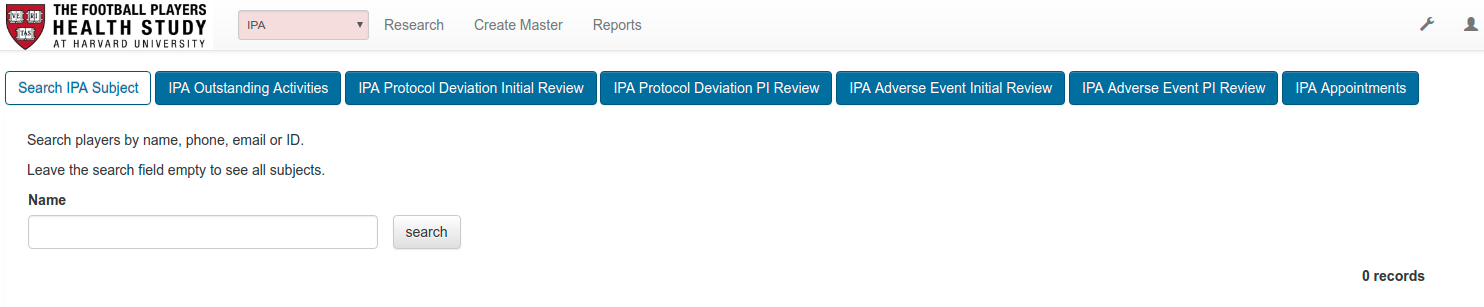 THE FOOTBALL PLAYERS
HEALTH STUDY
AT HARVARD UNIVERSITY
VE RI
TAS
IPA
Research
Create Master
Reports
Search IPA Subject
IPA Outstanding Activities
IPA Protocol Deviation Initial Review
IPA Protocol Deviation PI Review
IPA Adverse Event Initial Review
IPA Adverse Event PI Review
IPA Appointments
Search players by name, phone, email or ID.
Leave the search field empty to see all subjects.
Name
search
0 records